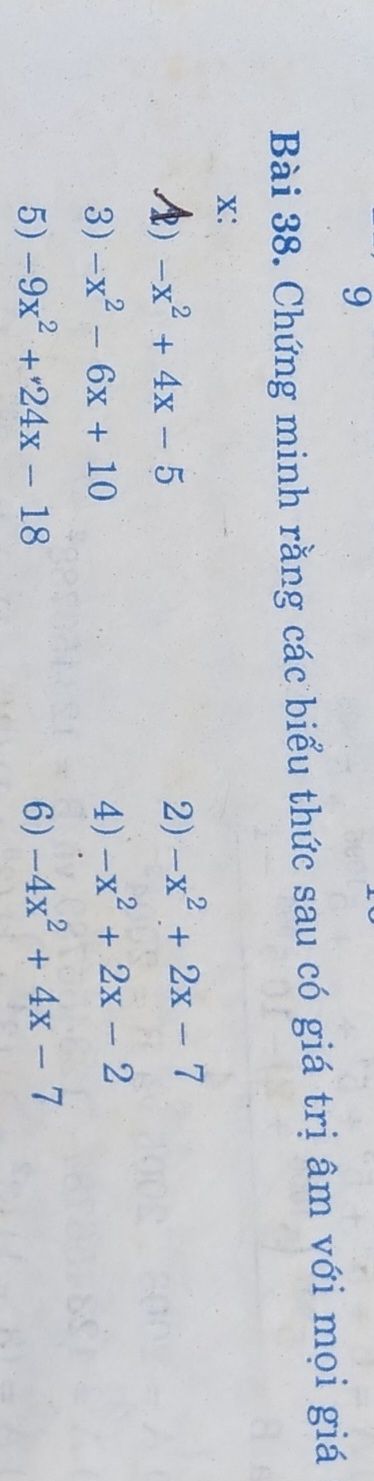 9
Bài 38. Chứng minh rằng các biểu thức sau có giá trị âm với mọi giá
x:
1) −x² + 4x − 5 2) −x² + 2x − 7
3) −x² − 6x + 10 4) −x² + 2x − 2
5) −9x² + 24x − 18 6) −4x² + 4x − 7